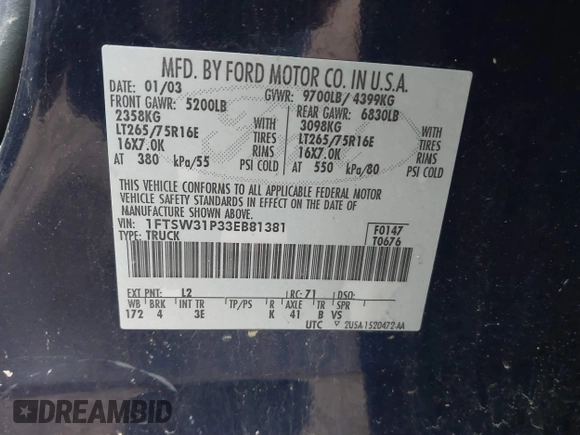 MFD. BY FORD MOTOR CO. IN U.S.A.
DATE: 01/03 GVWR: 9700LB/ 4399KG
FRONT GAWR: 5200LB REAR GAWR: 6830LB
2358KG WITH 3098KG WITH
LT265/75R16E TIRES LT265/75R16E TIRES
16X7.0K RIMS 16X7.0K RIMS
AT 380 kPa/55 PSI COLD AT 550 kPa/80 PSI COLD
THIS VEHICLE CONFORMS TO ALL APPLICABLE FEDERAL MOTOR
VEHICLE SAFETY STANDARDS IN EFFECT ON THE DATE OF
MANUFACTURE SHOWN ABOVE.
VIN: 1FTSW31P33EB81381 F0147
TYPE: TRUCK T0676
EXT PNT: L2 RC: 71 DSO:
WB BRK INT TR TP/PS R AXLE TR SPR
172 4 3E K 41 B VS
UTC 2U5A-1520472-AA
DREAMBID